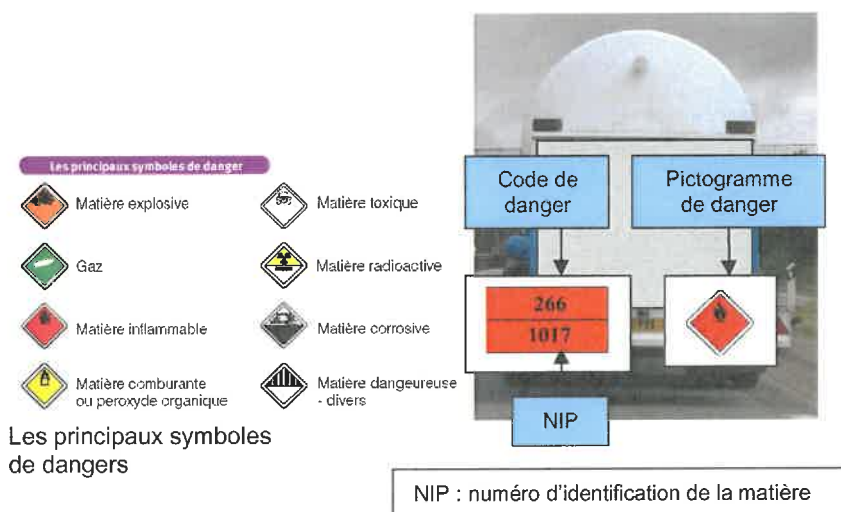 Les principaux symboles de danger
Matière explosive
Matière toxique
Gaz
Matière radioactive
Matière inflammable
Matière corrosive
Matière comburante
ou peroxyde organique
Matière dangeureuse
- divers
Les principaux symboles
de dangers
Code de
danger
Pictogramme
de danger
266
1017
NIP
NIP : numéro d'identification de la matière